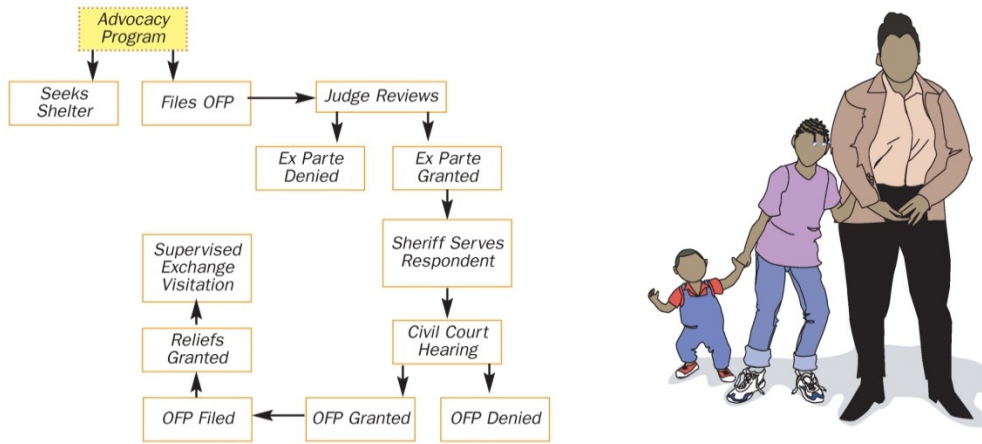 Advocacy
Program
Seeks
Shelter
Files OFP
Judge Reviews
Ex Parte
Denied
Ex Parte
Granted
Sheriff Serves
Respondent
Supervised
Exchange
Visitation
Civil Court
Hearing
Reliefs
Granted
OFP Filed
OFP Granted
OFP Denied